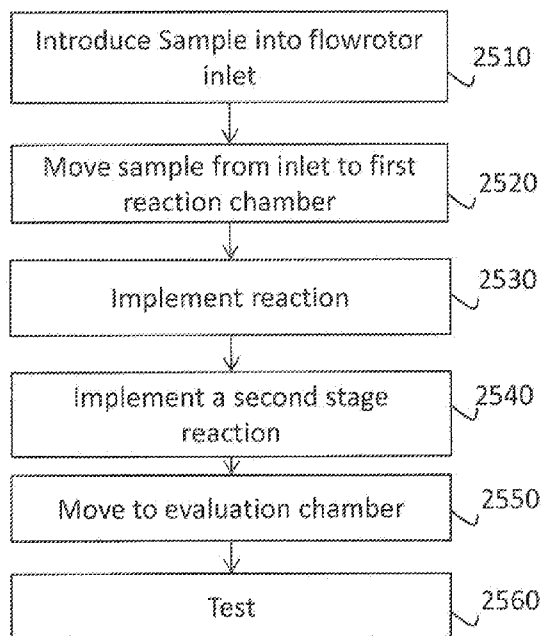 Introduce Sample into flowrotor
inlet
2510
Move sample from inlet to first
reaction chamber
2520
Implement reaction
2530
Implement a second stage
reaction
2540
Move to evaluation chamber
2550
Test
2560